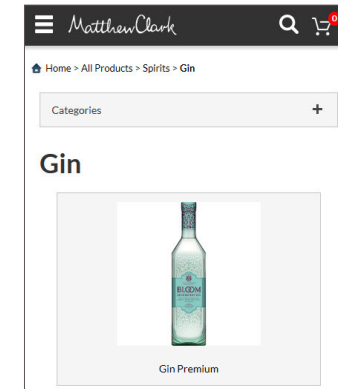 Matthew Clark
0
Home > All Products > Spirits > Gin
Categories +
Gin
BLOOM
Gin Premium